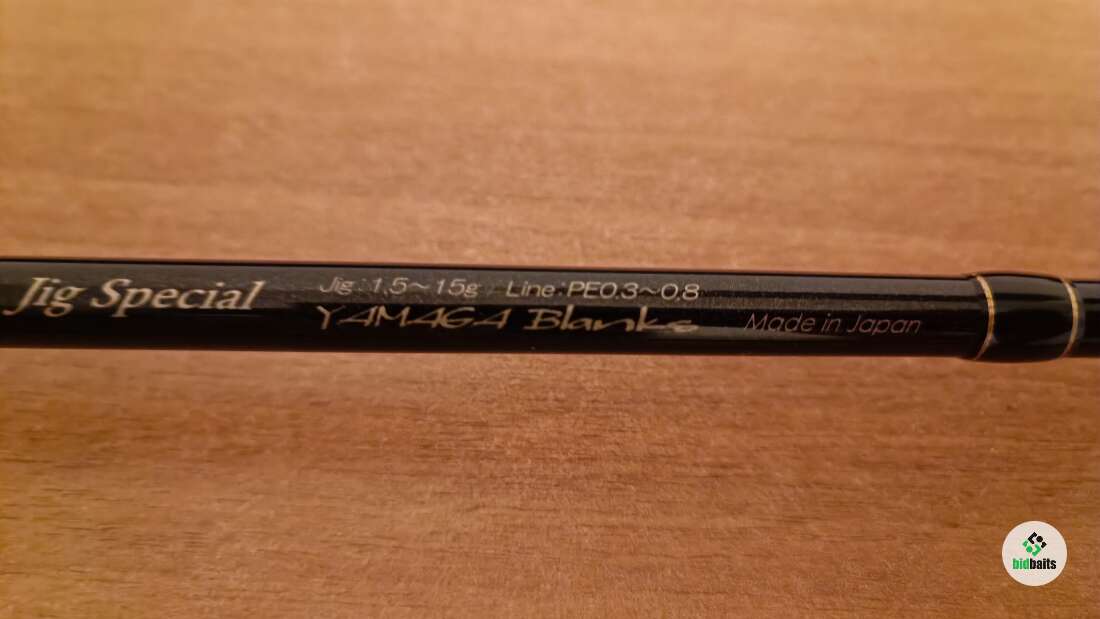 Jig Special
Jig : 1.5~15g Line : PE0.3~0.8
YAMAGA Blanks
Made in Japan
bidbaits